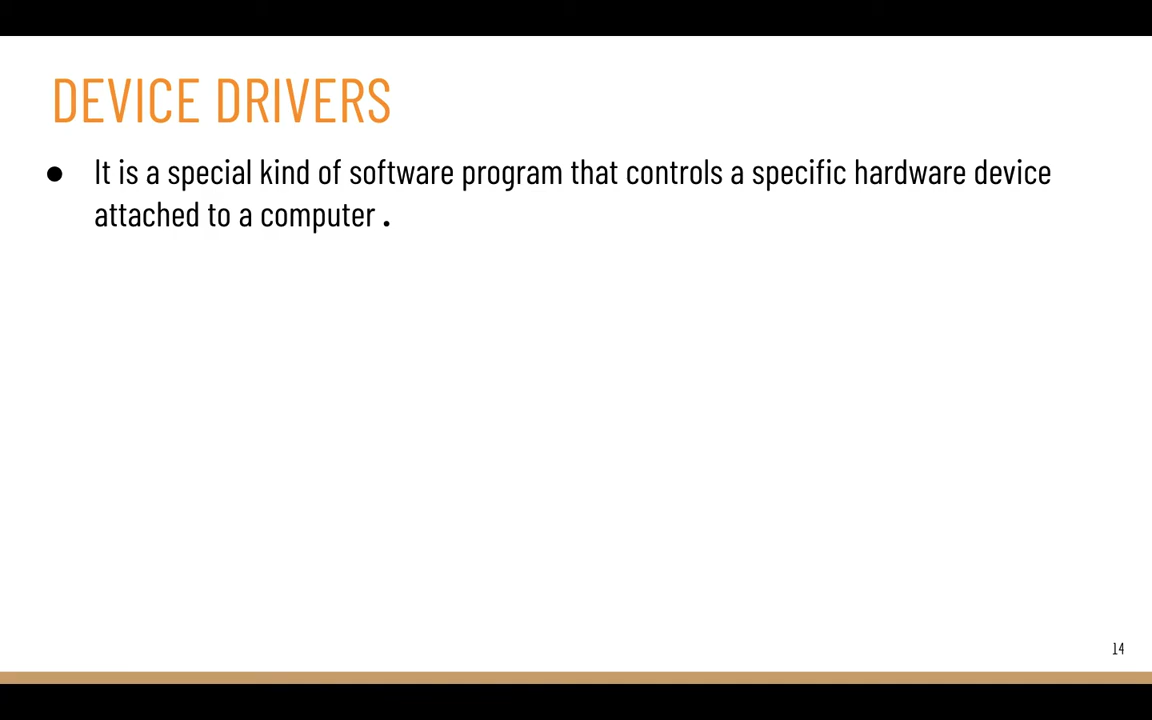 DEVICE DRIVERS
● It is a special kind of software program that controls a specific hardware device
attached to a computer .
14